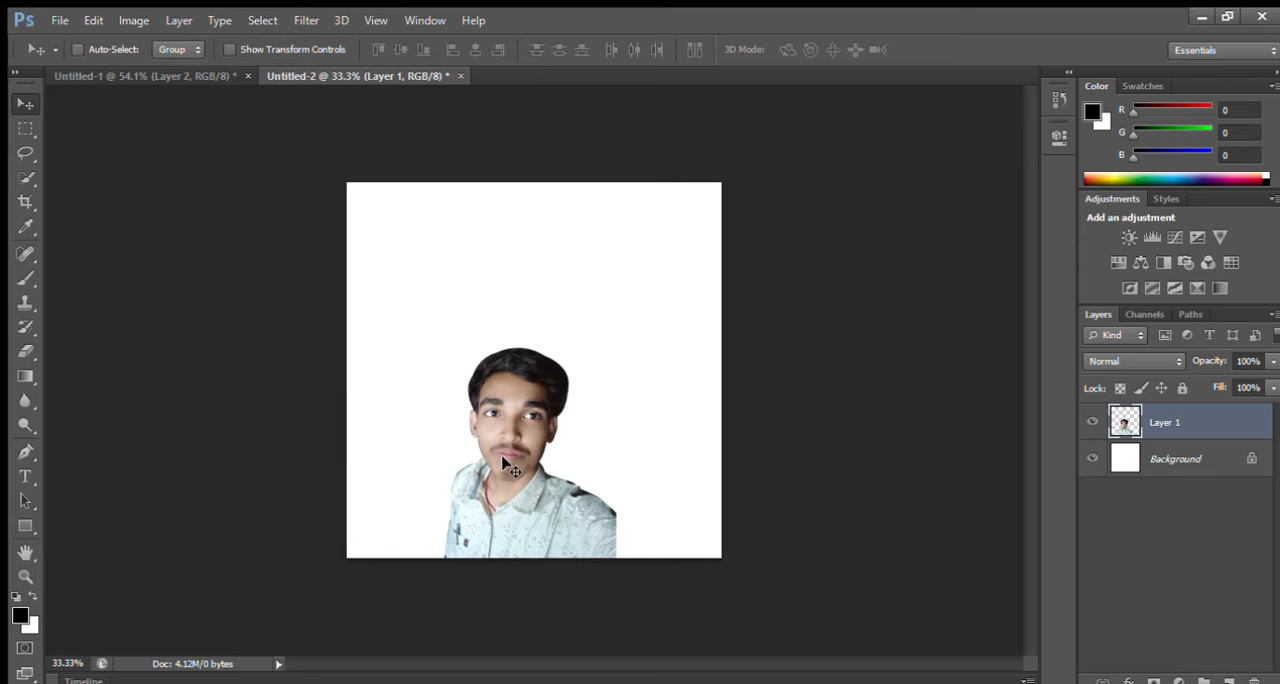 Ps File Edit Image Layer Type Select Filter 3D View Window Help
Auto-Select: Group Show Transform Controls 3D Mode: Essentials
Untitled-1 @ 54.1% (Layer 2, RGB/8) * × Untitled-2 @ 33.3% (Layer 1, RGB/8) * ×
Color Swatches
R 0
G 0
B 0
Adjustments Styles
Add an adjustment
Layers Channels Paths
Kind
Normal Opacity: 100%
Lock: Fill: 100%
Layer 1
Background
33.33% Doc: 4.12M/0 bytes
Timeline